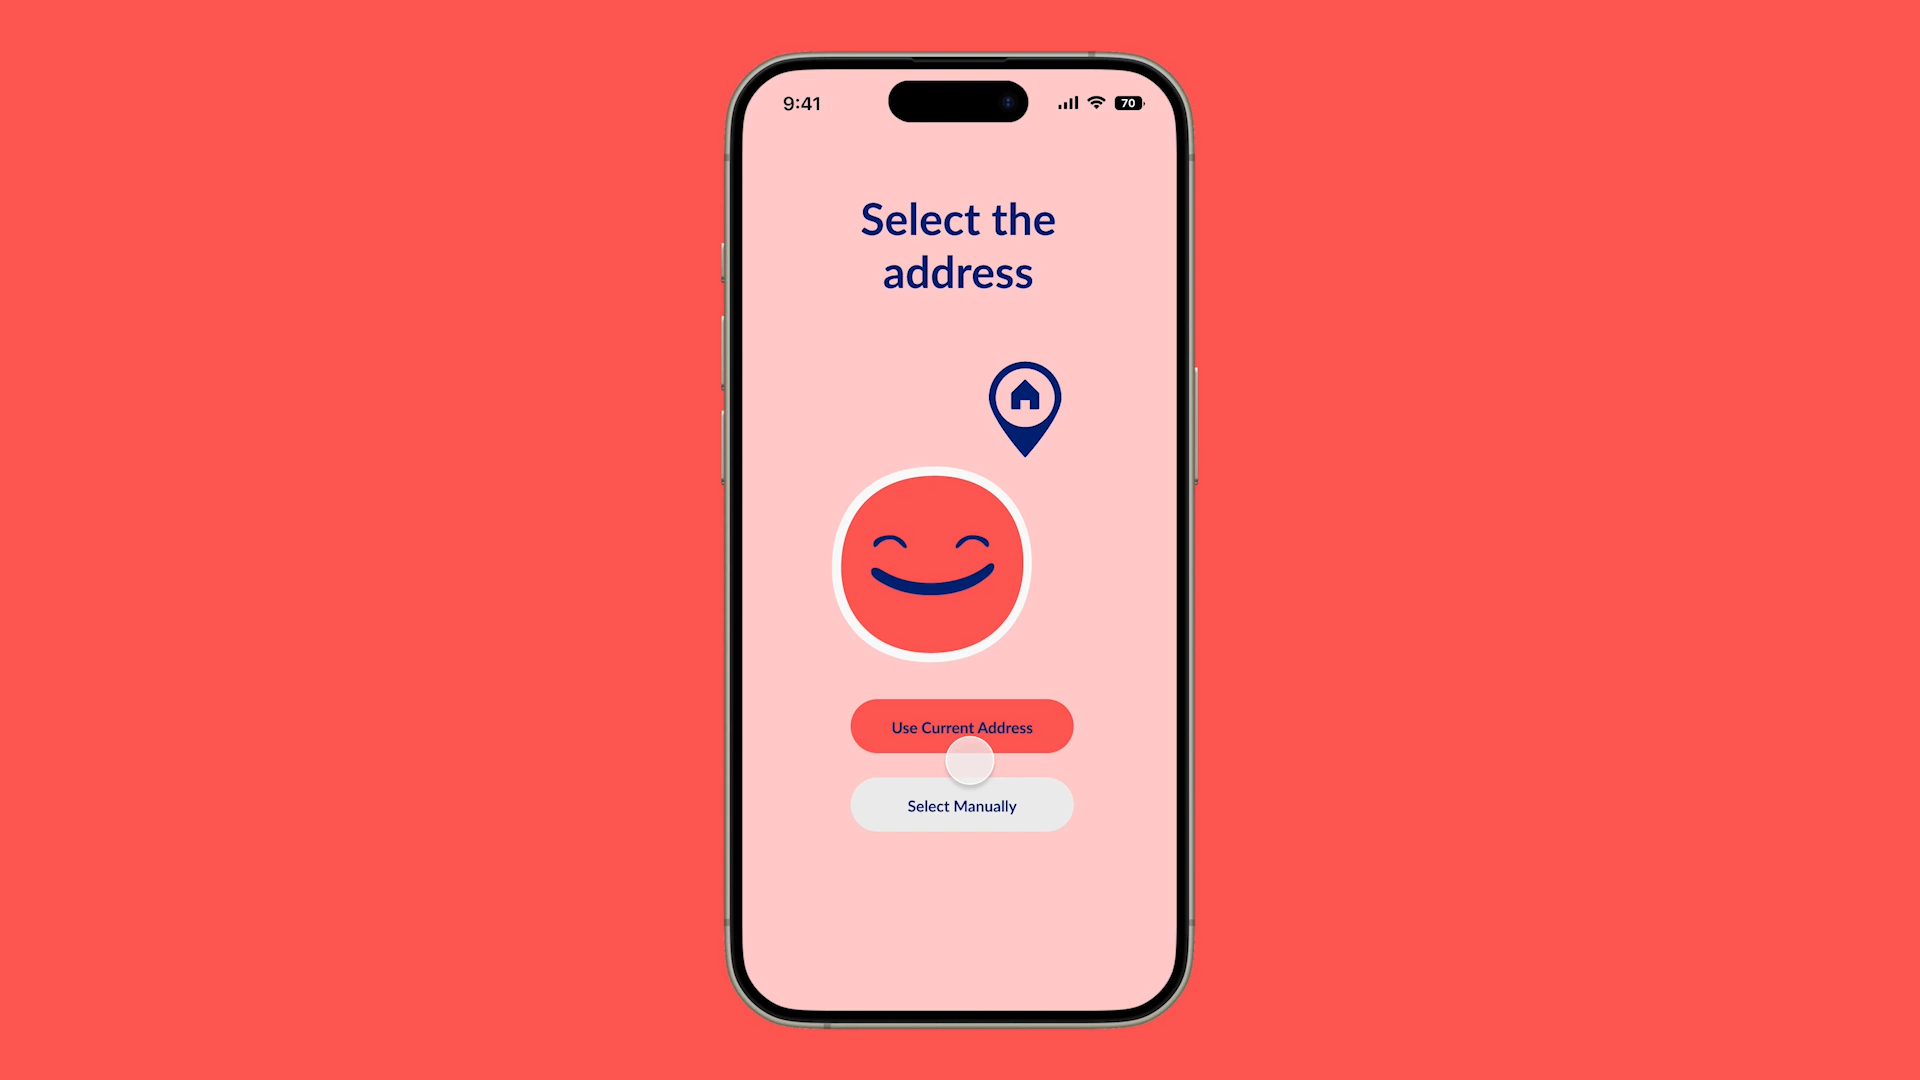 9:41
70
Select the
address
Use Current Address
Select Manually